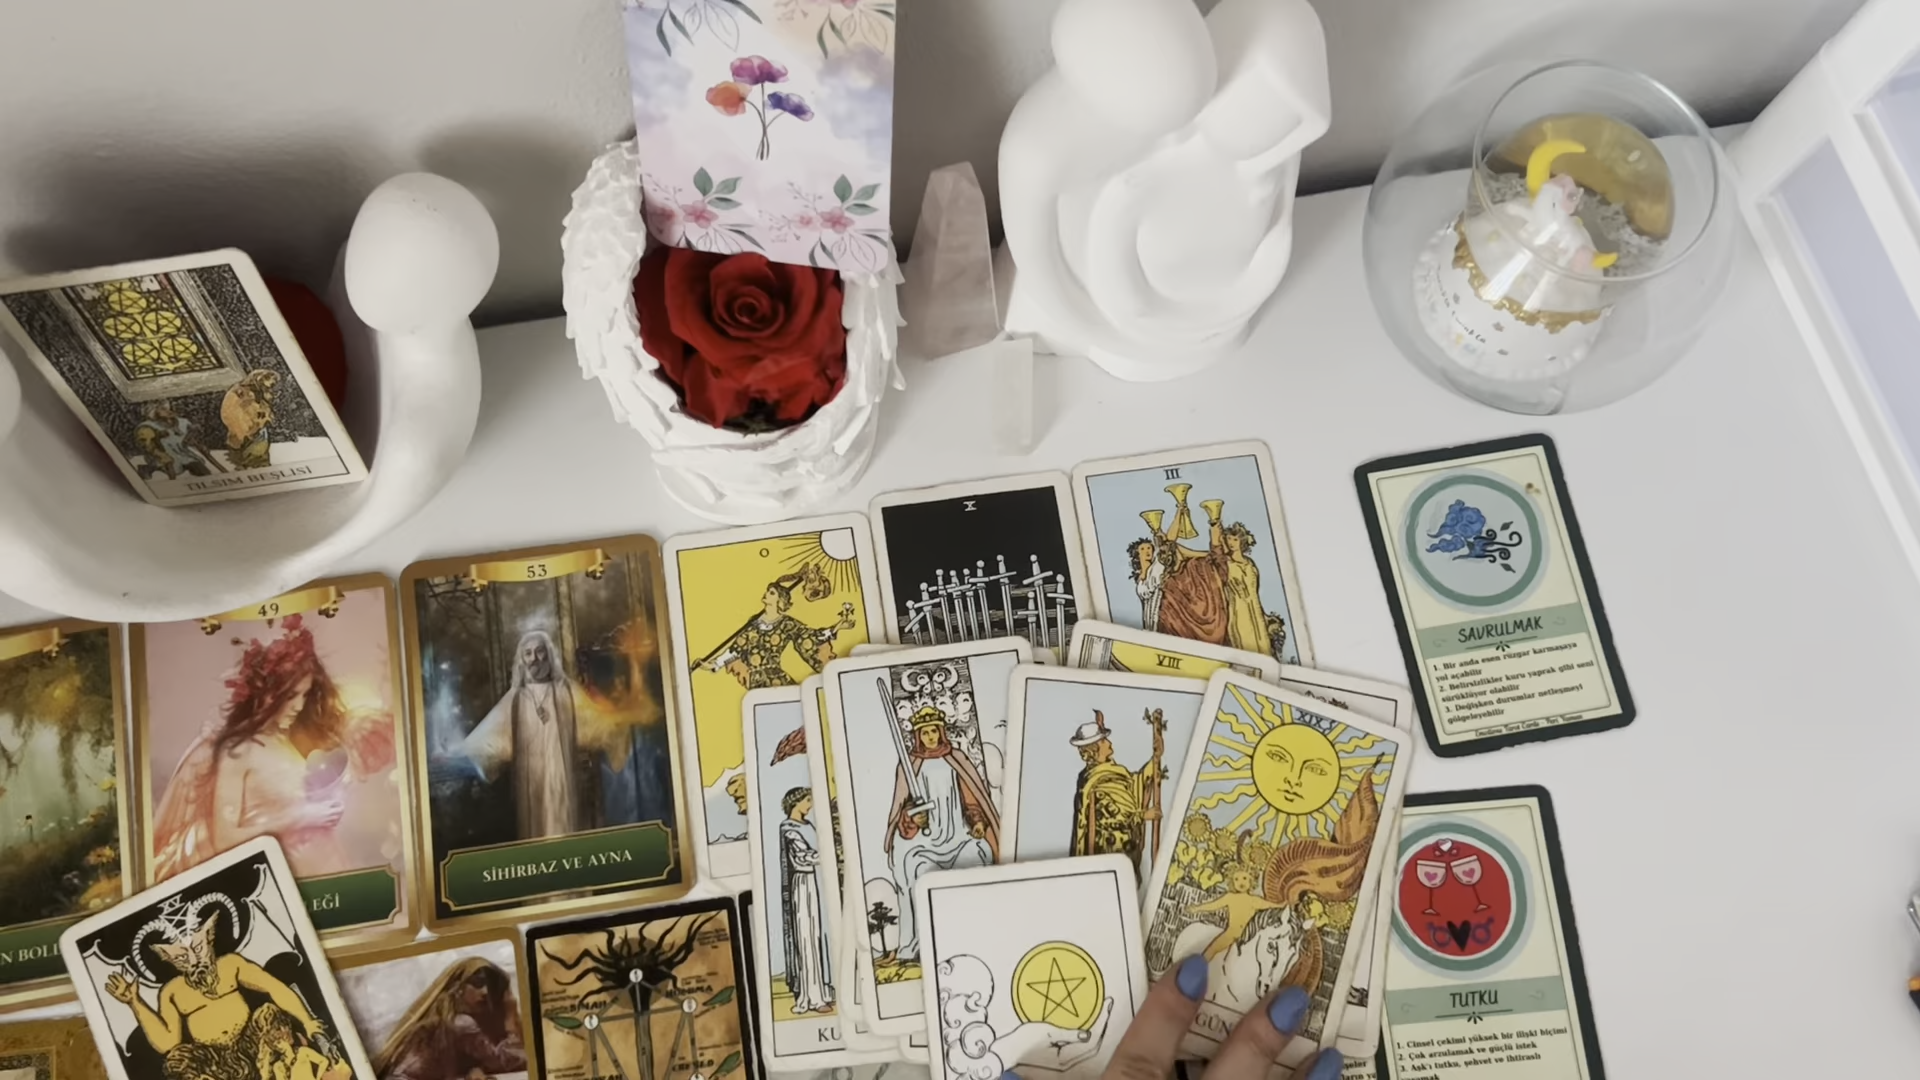 TILSIM BEŞLİSİ
49
53
O
X
III
VIII
XIX
SAVRULMAK
1. Bir anda esen rüzgar karmaşaya
yol açabilir
2. Belirsizlikler kuru yaprak gibi seni
sürüklüyor olabilir
3. Değişken durumlar netleşmeyi
gölgeleyebilir
SİHİRBAZ VE AYNA
EĞİ
N BOLL
KU
GÜN
TUTKU
1. Cinsel çekimi yüksek bir ilişki biçimi
2. Çok arzulamak ve güçlü istek
3. Aşk'ı tutku, şehvet ve ihtiraslı